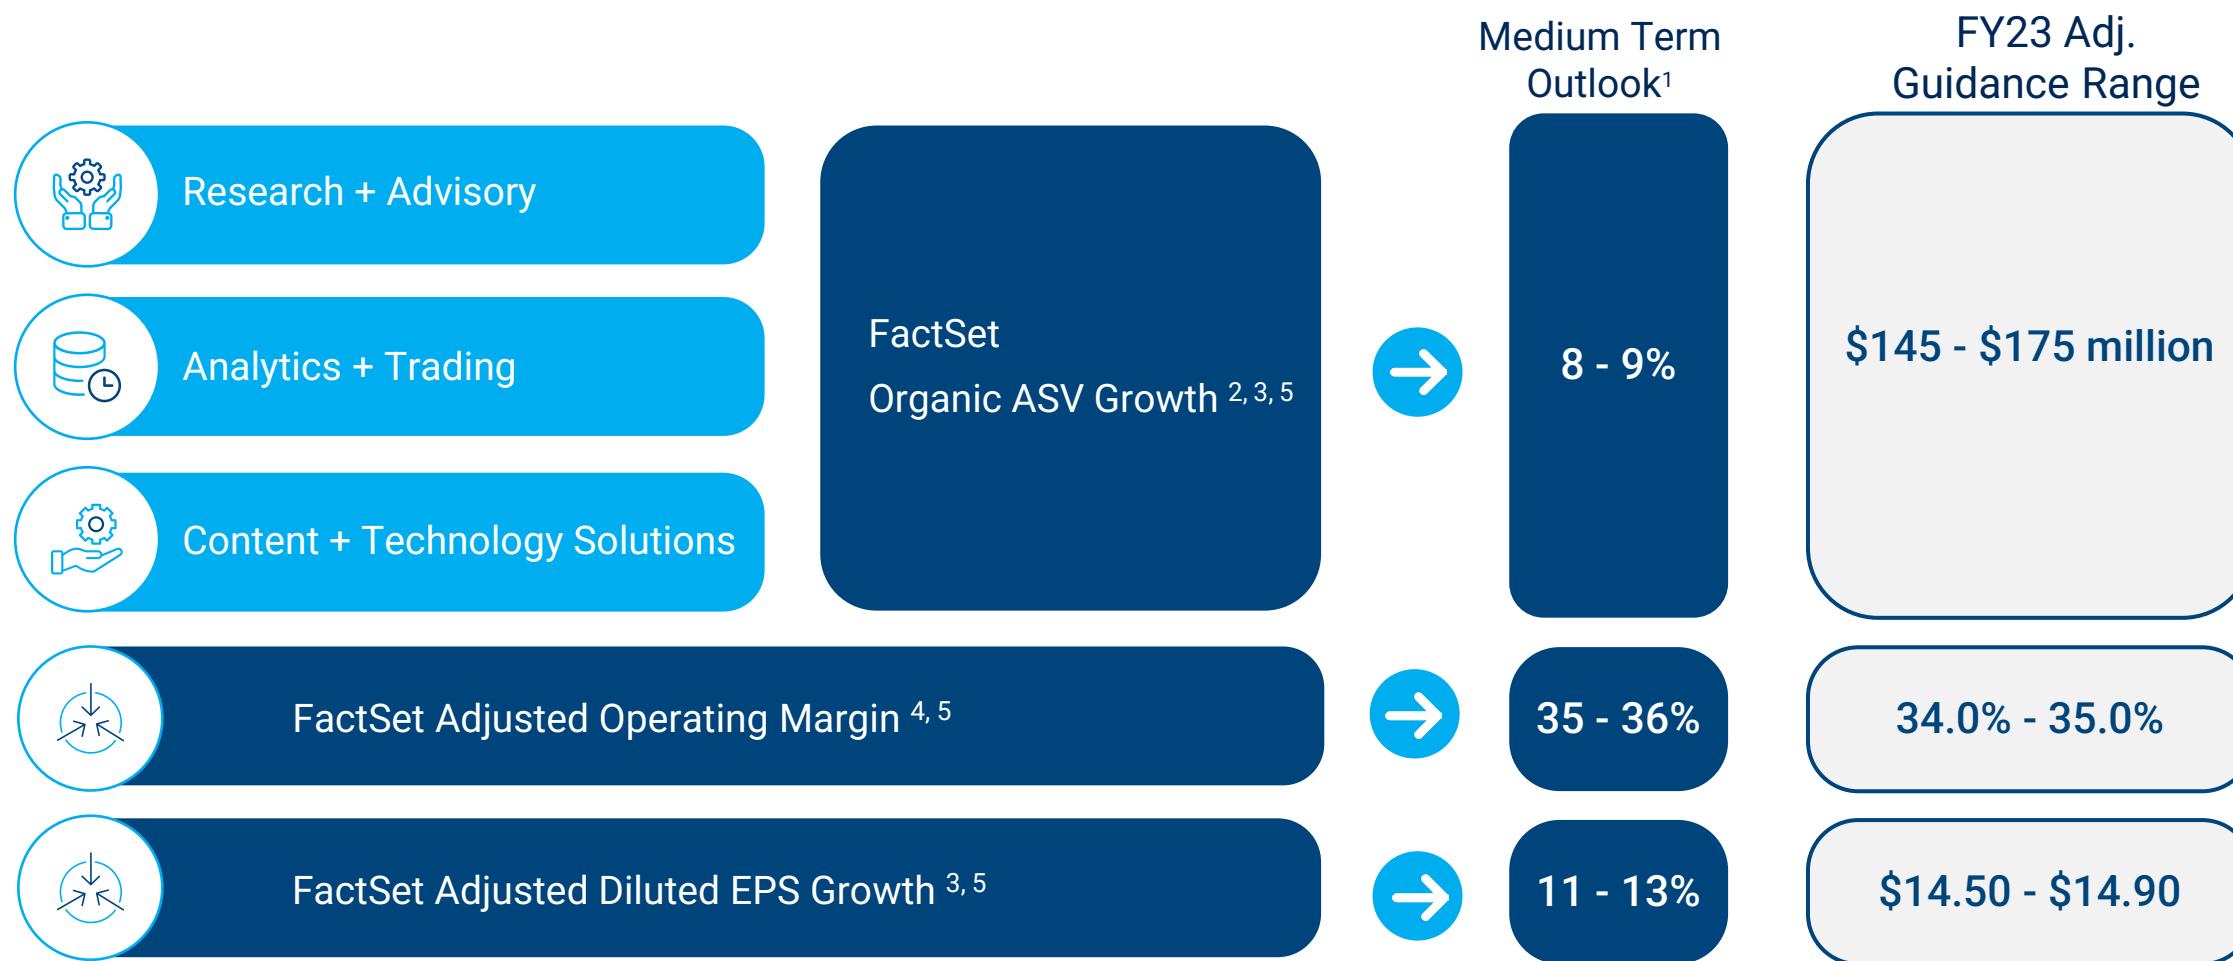 Medium Term
Outlook1
FY23 Adj.
Guidance Range
Research + Advisory
Analytics + Trading
Content + Technology Solutions
FactSet
Organic ASV Growth 2, 3, 5
8 - 9%
$145 - $175 million
FactSet Adjusted Operating Margin 4, 5
35 - 36%
34.0% - 35.0%
FactSet Adjusted Diluted EPS Growth 3, 5
11 - 13%
$14.50 - $14.90